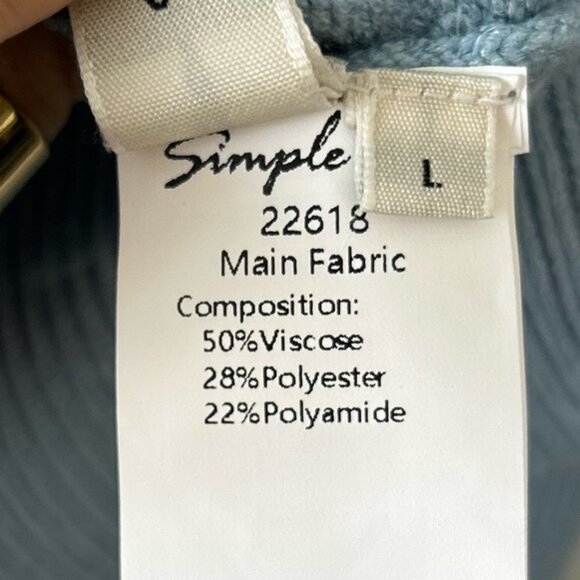 Simple
L
22618
Main Fabric
Composition:
50%Viscose
28%Polyester
22%Polyamide